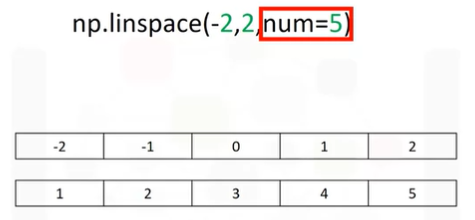 np.linspace(-2,2,num=5)
-2 -1 0 1 2
1 2 3 4 5